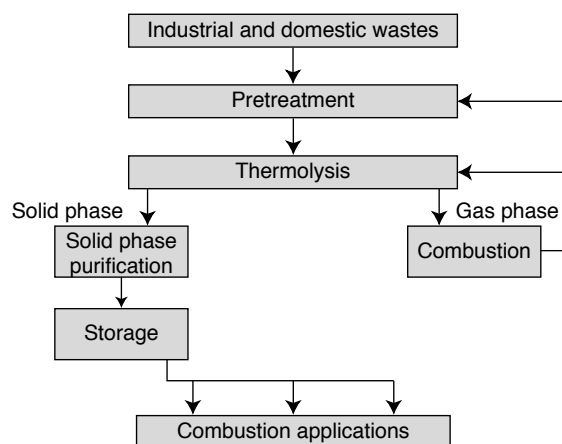 Industrial and domestic wastes
Pretreatment
Thermolysis
Solid phase
Gas phase
Solid phase
purification
Combustion
Storage
Combustion applications